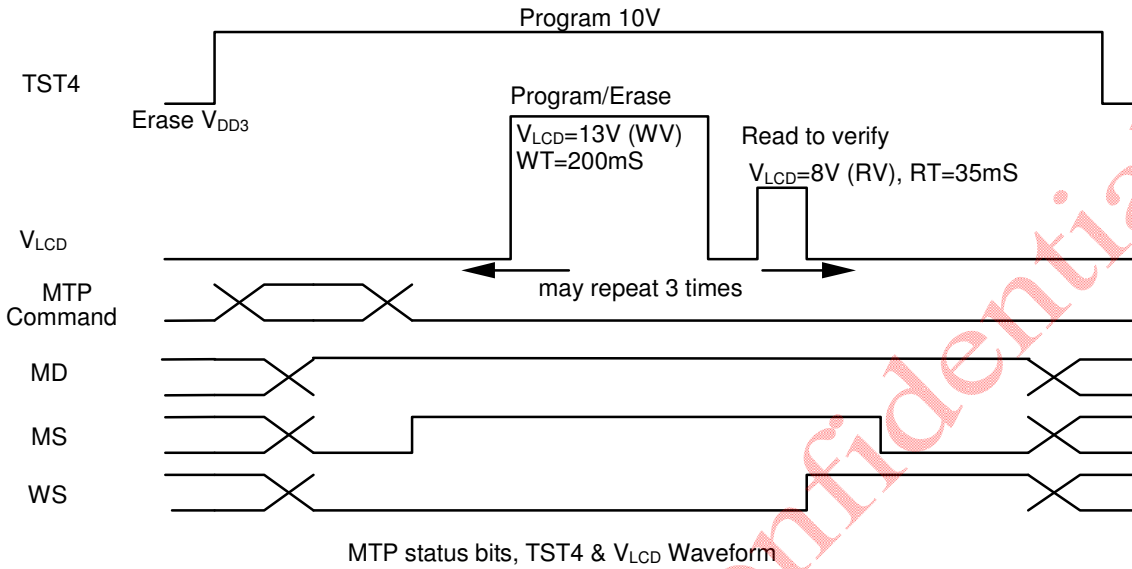 Program 10V
TST4
Erase VDD3
Program/Erase
VLCD=13V (WV)
WT=200mS
Read to verify
VLCD=8V (RV), RT=35mS
VLCD
may repeat 3 times
MTP
Command
MD
MS
WS
MTP status bits, TST4 & VLCD Waveform